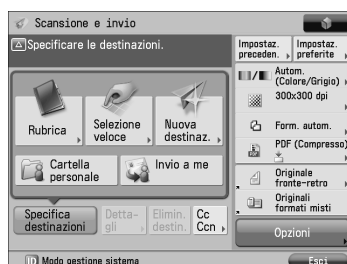 Scansione e invio
Specificare le destinazioni.
Impostaz.
preceden.
Impostaz.
preferite
Rubrica
Selezione
veloce
Nuova
destinaz.
Cartella
personale
Invio a me
Specifica
destinazioni
Detta-
gli
Elimin.
destin.
Cc
Ccn
Autom.
(Colore/Grigio)
300x300 dpi
Form. autom.
PDF (Compresso)
Originale
fronte-retro
Originali
formati misti
Opzioni
ID Modo gestione sistema
Esci